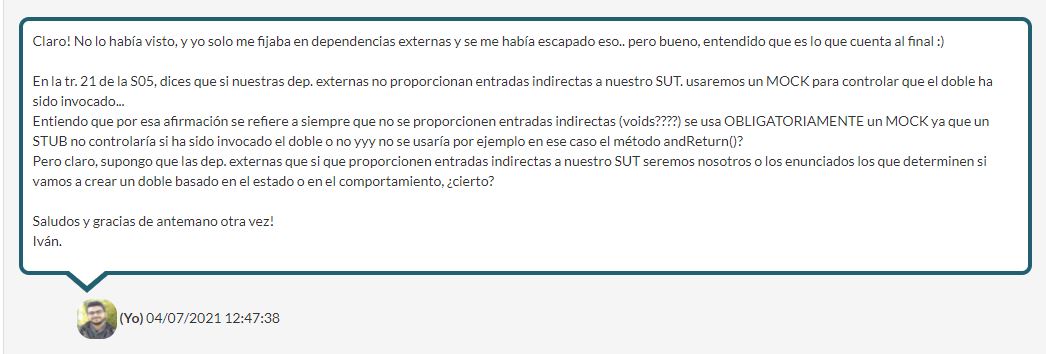 Claro! No lo había visto, y yo solo me fijaba en dependencias externas y se me había escapado eso.. pero bueno, entendido que es lo que cuenta al final :)
En la tr. 21 de la S05, dices que si nuestras dep. externas no proporcionan entradas indirectas a nuestro SUT. usaremos un MOCK para controlar que el doble ha
sido invocado...
Entiendo que por esa afirmación se refiere a siempre que no se proporcionen entradas indirectas (voids????) se usa OBLIGATORIAMENTE un MOCK ya que un
STUB no controlaría si ha sido invocado el doble o no yyy no se usaría por ejemplo en ese caso el método andReturn()?
Pero claro, supongo que las dep. externas que si que proporcionen entradas indirectas a nuestro SUT seremos nosotros o los enunciados los que determinen si
vamos a crear un doble basado en el estado o en el comportamiento, ¿cierto?
Saludos y gracias de antemano otra vez!
Iván.
(Yo) 04/07/2021 12:47:38